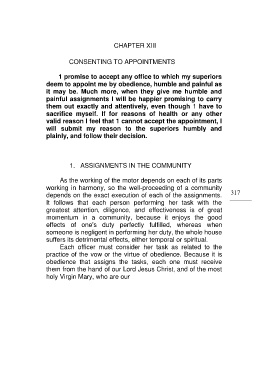 CHAPTER XIII
CONSENTING TO APPOINTMENTS
1 promise to accept any office to which my superiors
deem to appoint me by obedience, humble and painful as
it may be. Much more, when they give me humble and
painful assignments I will be happier promising to carry
them out exactly and attentively, even though 1 have to
sacrifice myself. If for reasons of health or any other
valid reason I feel that 1 cannot accept the appointment, I
will submit my reason to the superiors humbly and
plainly, and follow their decision.
1. ASSIGNMENTS IN THE COMMUNITY
As the working of the motor depends on each of its parts
working in harmony, so the well-proceeding of a community
depends on the exact execution of each of the assignments.
It follows that each person performing her task with the
greatest attention, diligence, and effectiveness is of great
momentum in a community, because it enjoys the good
effects of one's duty perfectly fulfilled, whereas when
someone is negligent in performing her duty, the whole house
suffers its detrimental effects, either temporal or spiritual.
Each officer must consider her task as related to the
practice of the vow or the virtue of obedience. Because it is
obedience that assigns the tasks, each one must receive
them from the hand of our Lord Jesus Christ, and of the most
holy Virgin Mary, who are our
317